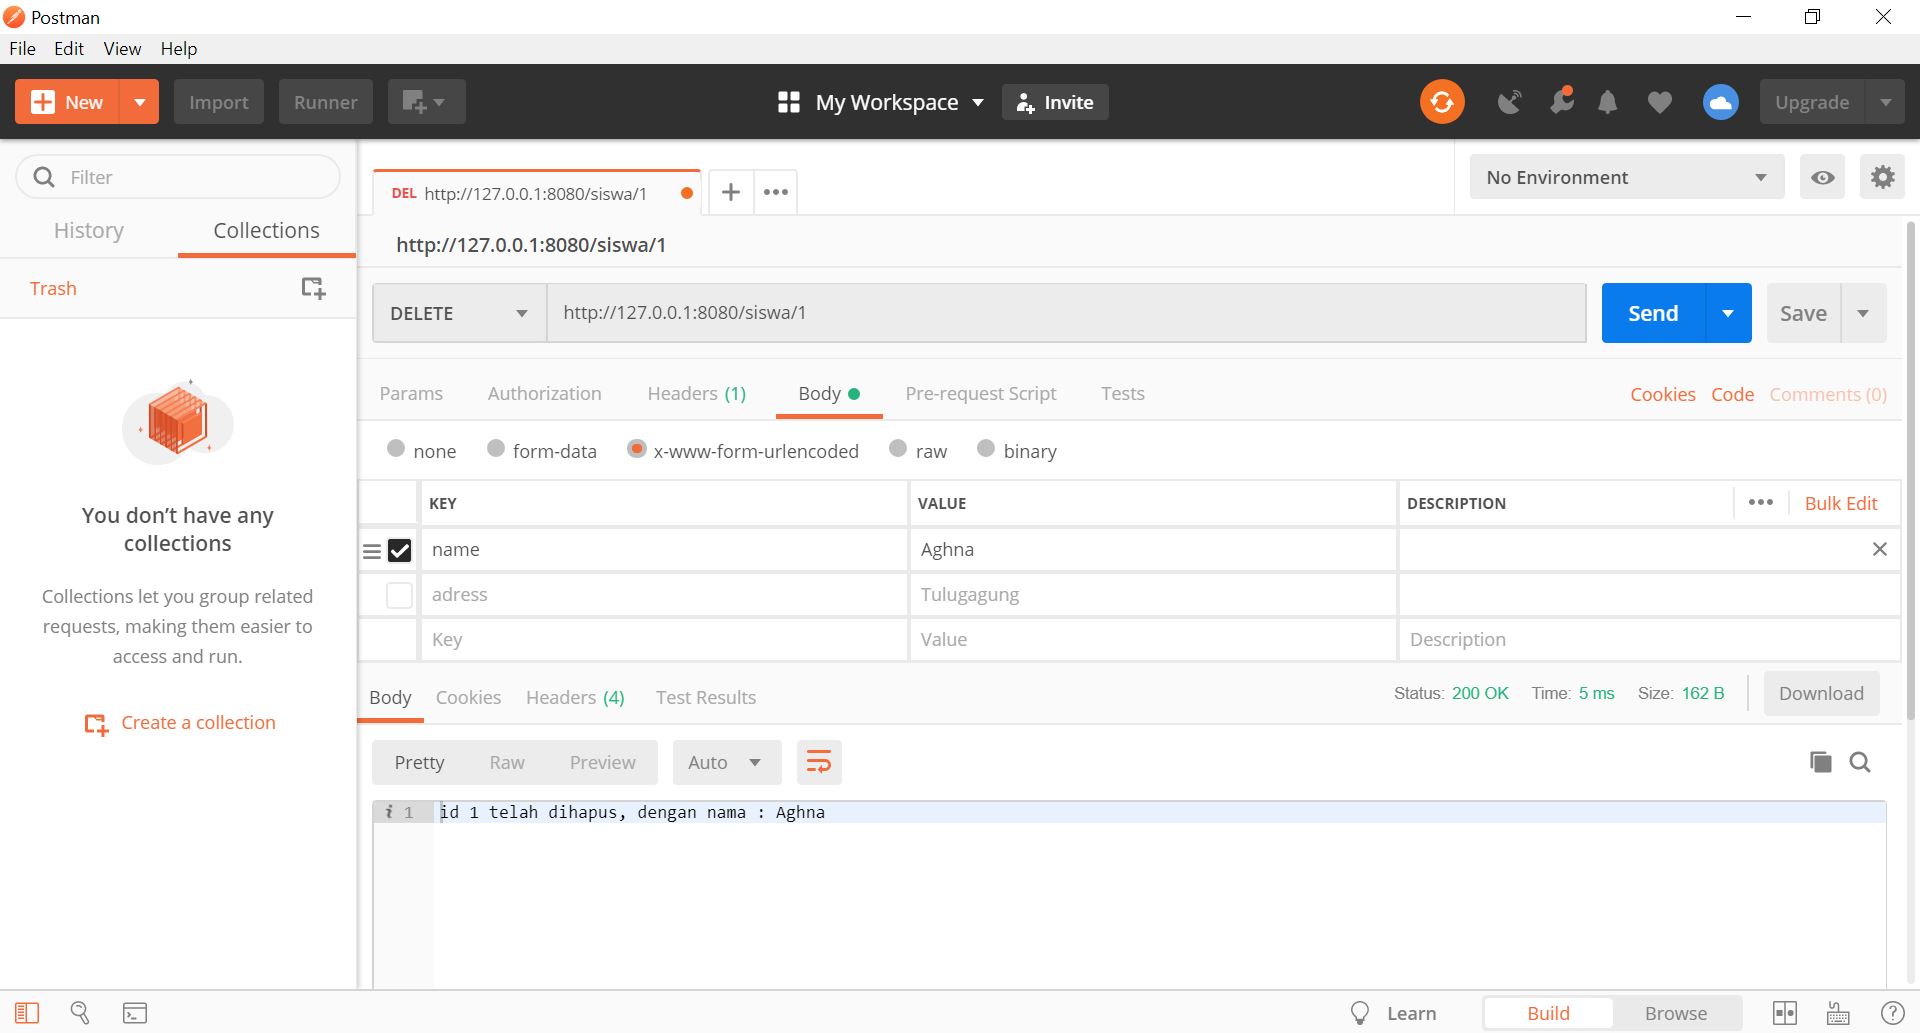 Postman
File Edit View Help
New Import Runner My Workspace Invite Upgrade
Filter
History Collections
Trash
You don't have any
collections
Collections let you group related
requests, making them easier to
access and run.
Create a collection
DEL http://127.0.0.1:8080/siswa/1
No Environment
http://127.0.0.1:8080/siswa/1
DELETE http://127.0.0.1:8080/siswa/1 Send Save
Params Authorization Headers (1) Body Pre-request Script Tests Cookies Code Comments (0)
none form-data x-www-form-urlencoded raw binary
KEY VALUE DESCRIPTION Bulk Edit
name Aghna
adress Tulugagung
Key Value Description
Body Cookies Headers (4) Test Results Status: 200 OK Time: 5 ms Size: 162 B Download
Pretty Raw Preview Auto
i 1 id 1 telah dihapus, dengan nama : Aghna
Learn Build Browse